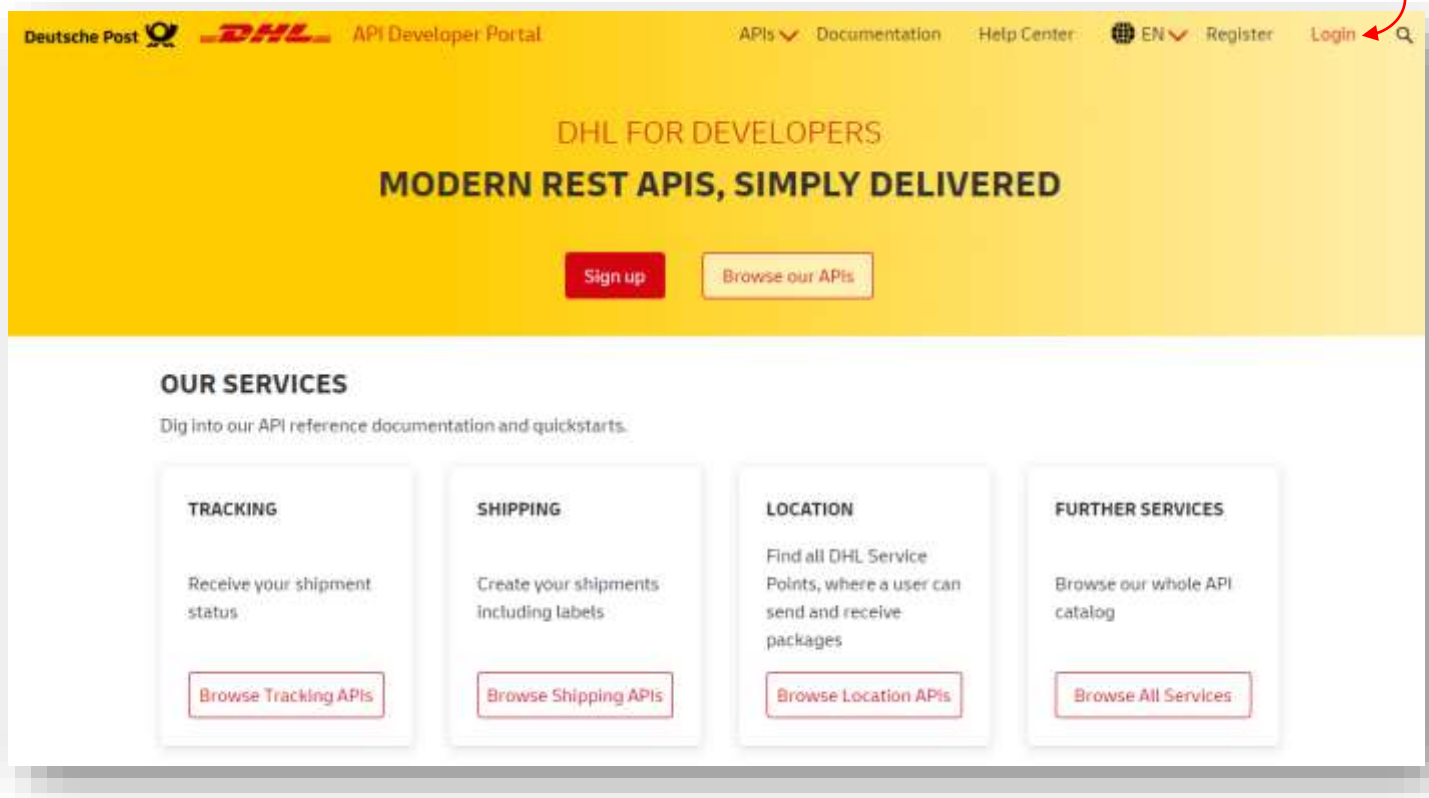 Deutsche Post DHL API Developer Portal APIs Documentation Help Center EN Register Login
DHL FOR DEVELOPERS
MODERN REST APIS, SIMPLY DELIVERED
Sign up Browse our APIs
OUR SERVICES
Dig into our API reference documentation and quickstarts.
TRACKING
Receive your shipment
status
Browse Tracking APIs
SHIPPING
Create your shipments
including labels
Browse Shipping APIs
LOCATION
Find all DHL Service
Points, where a user can
send and receive
packages
Browse Location APIs
FURTHER SERVICES
Browse our whole API
catalog
Browse All Services